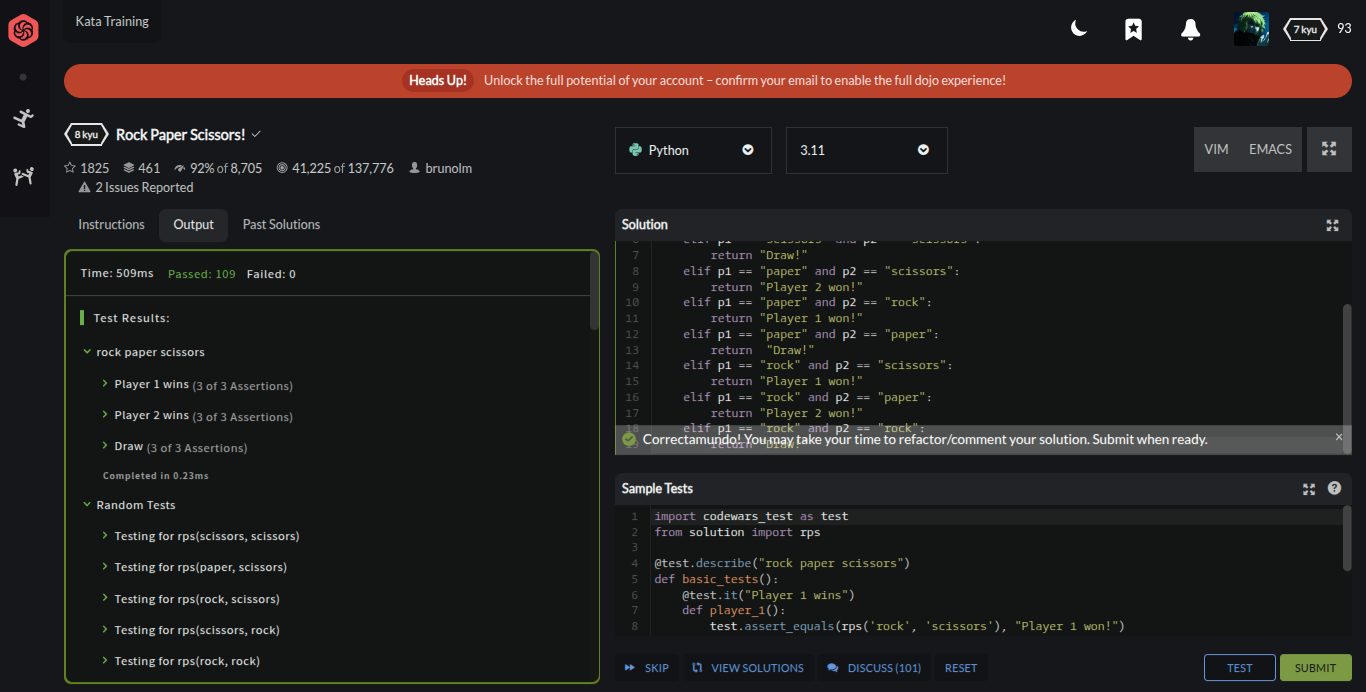 Kata Training
7 kyu 93
Heads Up! Unlock the full potential of your account – confirm your email to enable the full dojo experience!
8 kyu Rock Paper Scissors!
1825 461 92% of 8,705 41,225 of 137,776 brunolm
2 Issues Reported
Python 3.11 VIM EMACS
Instructions Output Past Solutions
Time: 509ms Passed: 109 Failed: 0
Test Results:
rock paper scissors
Player 1 wins (3 of 3 Assertions)
Player 2 wins (3 of 3 Assertions)
Draw (3 of 3 Assertions)
Completed in 0.23ms
Random Tests
Testing for rps(scissors, scissors)
Testing for rps(paper, scissors)
Testing for rps(rock, scissors)
Testing for rps(scissors, rock)
Testing for rps(rock, rock)
Solution
7 return "Draw!"
8 elif p1 == "paper" and p2 == "scissors":
9 return "Player 2 won!"
10 elif p1 == "paper" and p2 == "rock":
11 return "Player 1 won!"
12 elif p1 == "paper" and p2 == "paper":
13 return  "Draw!"
14 elif p1 == "rock" and p2 == "scissors":
15 return "Player 1 won!"
16 elif p1 == "rock" and p2 == "paper":
17 return "Player 2 won!"
18 elif p1 == "rock" and p2 == "rock":
Correctamundo! You may take your time to refactor/comment your solution. Submit when ready.
Sample Tests
1 import codewars_test as test
2 from solution import rps
3
4 @test.describe("rock paper scissors")
5 def basic_tests():
6 @test.it("Player 1 wins")
7 def player_1():
8 test.assert_equals(rps('rock', 'scissors'), "Player 1 won!")
SKIP VIEW SOLUTIONS DISCUSS (101) RESET TEST SUBMIT